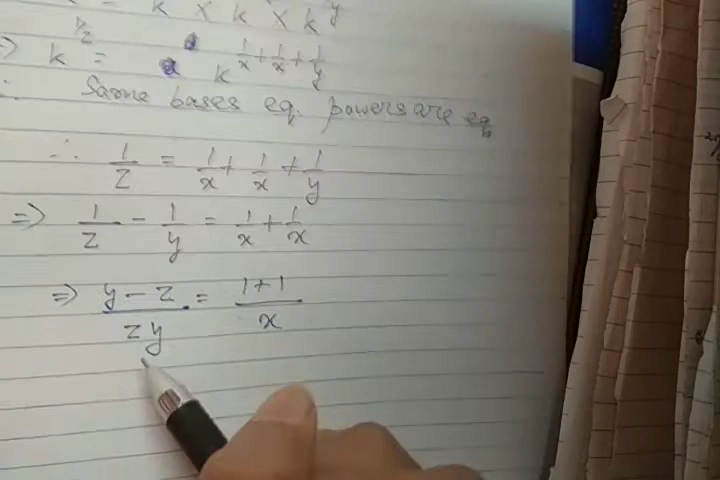 = k × k × k^y
=> k^1/2 = k^1/x+1/x+1/y
∴ Same bases eq. powers are eq.
∴ 1/z = 1/x + 1/x + 1/y
=> 1/z - 1/y = 1/x + 1/x
=> y-z/zy = 1+1/x